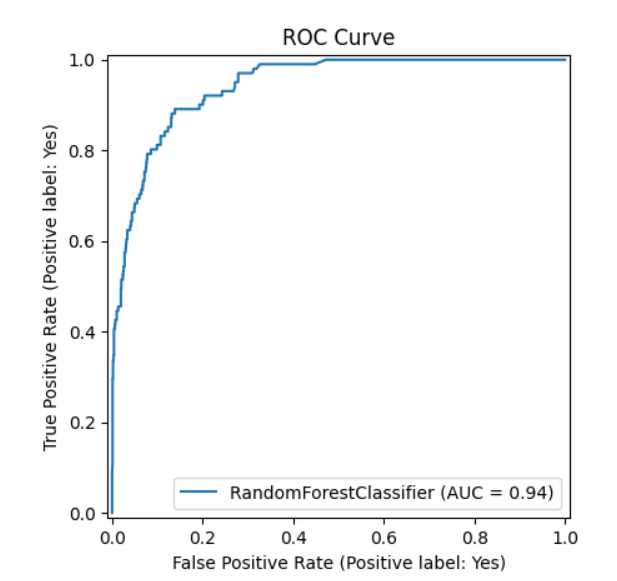 ROC Curve
True Positive Rate (Positive label: Yes)
1.0
0.8
0.6
0.4
0.2
0.0
RandomForestClassifier (AUC = 0.94)
0.0 0.2 0.4 0.6 0.8 1.0
False Positive Rate (Positive label: Yes)